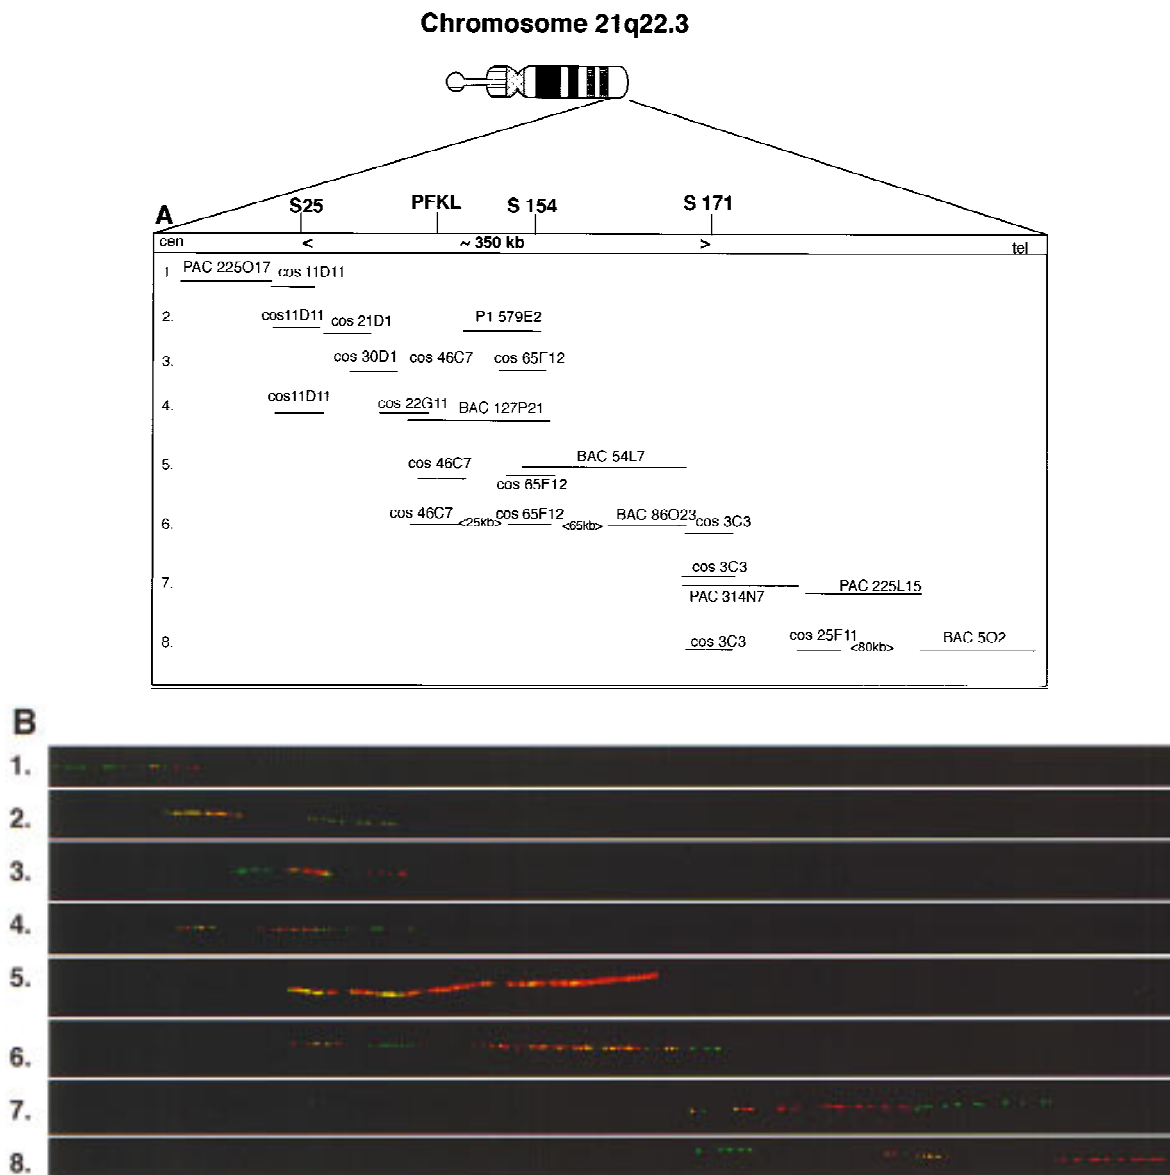 Chromosome 21q22.3
A
S25 PFKL S 154 S 171
cen < ~ 350 kb > tel
1 PAC 225O17 cos 11D11
2. cos11D11 cos 21D1 P1 579E2
3. cos 30D1 cos 46C7 cos 65F12
4. cos11D11 cos 22G11 BAC 127P21
5. cos 46C7 BAC 54L7
cos 65F12
6. cos 46C7 <25kb> cos 65F12 <65kb> BAC 86O23 cos 3C3
7. cos 3C3
PAC 314N7 PAC 225L15
8. cos 3C3 cos 25F11 <80kb> BAC 5O2
B
1.
2.
3.
4.
5.
6.
7.
8.